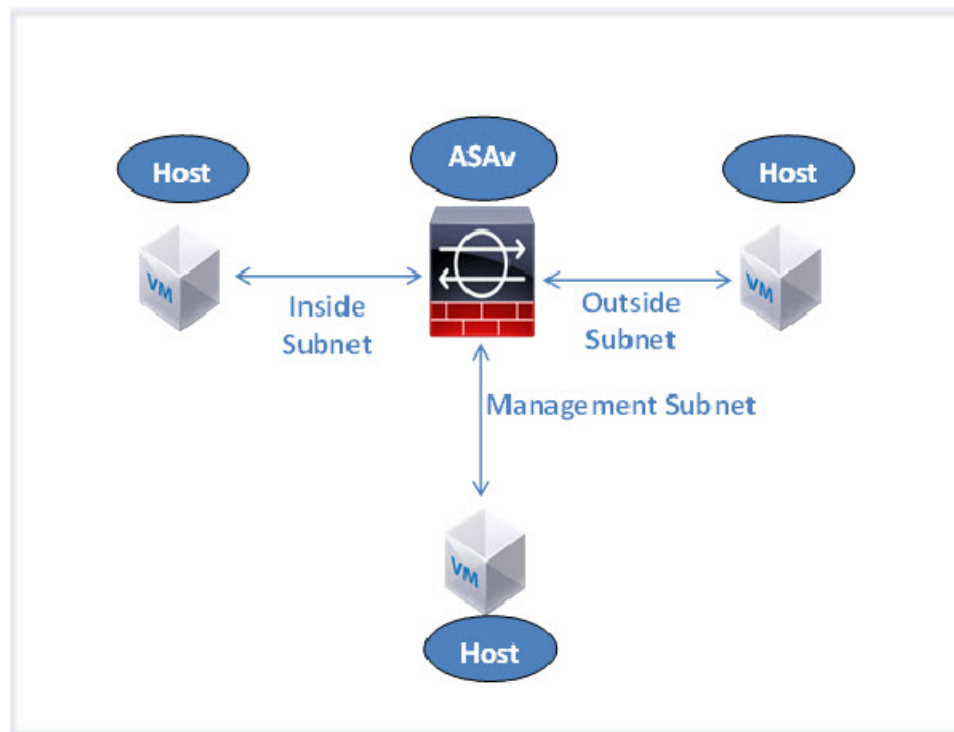 Host
ASAv
Host
VM
VM
Inside
Subnet
Outside
Subnet
Management Subnet
VM
Host